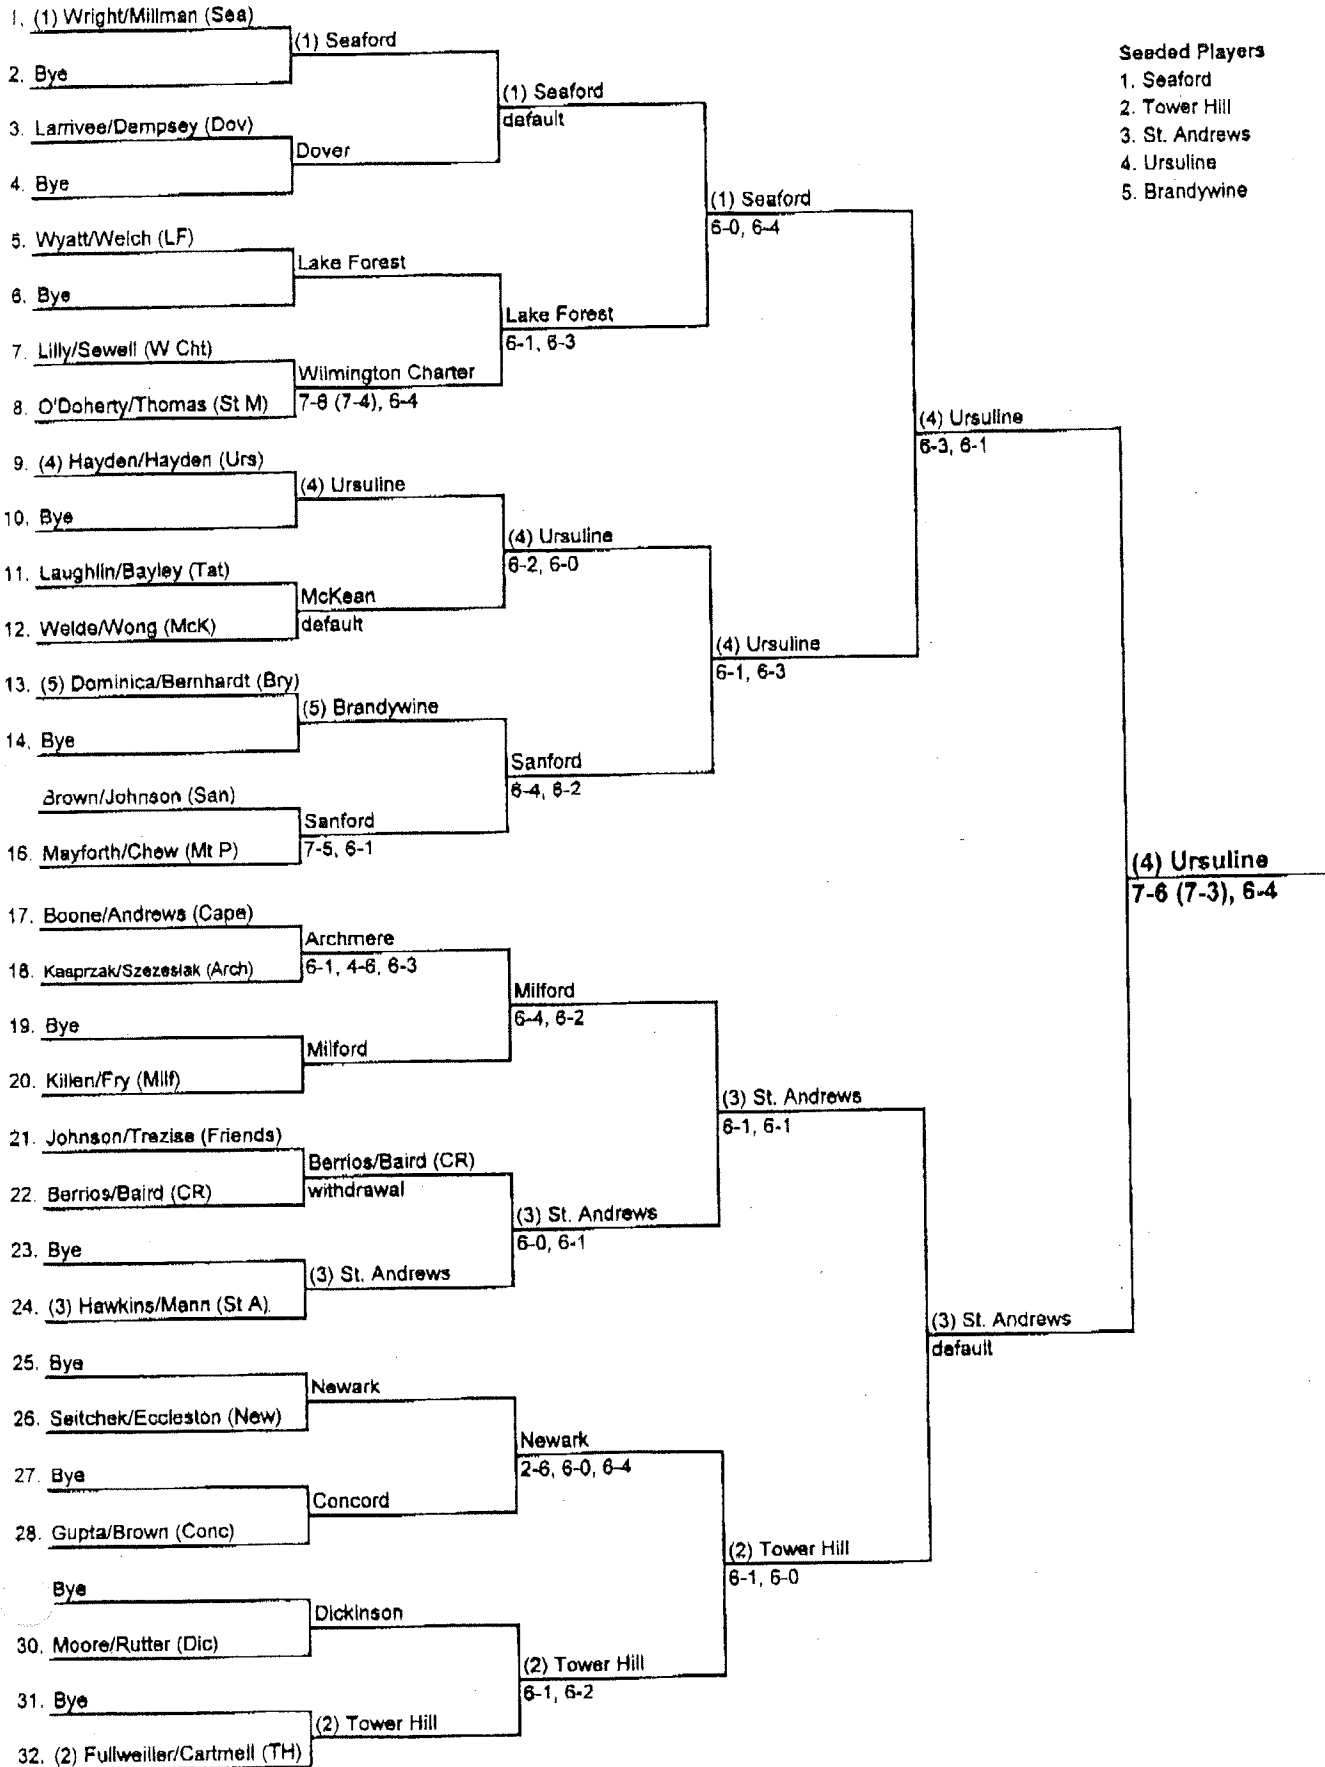 1. (1) Wright/Millman (Sea)
2. Bye
3. Larrivee/Dempsey (Dov)
4. Bye
5. Wyatt/Welch (LF)
6. Bye
7. Lilly/Sewell (W Cht)
8. O'Doherty/Thomas (St M)
9. (4) Hayden/Hayden (Urs)
10. Bye
11. Laughlin/Bayley (Tat)
12. Welde/Wong (McK)
13. (5) Dominica/Bernhardt (Bry)
14. Bye
Brown/Johnson (San)
16. Mayforth/Chew (Mt P)
17. Boone/Andrews (Cape)
18. Kasprzak/Szezesiak (Arch)
19. Bye
20. Killen/Fry (Milf)
21. Johnson/Trezise (Friends)
22. Berrios/Baird (CR)
23. Bye
24. (3) Hawkins/Mann (St A)
25. Bye
26. Seitchek/Eccleston (New)
27. Bye
28. Gupta/Brown (Conc)
Bye
30. Moore/Rutter (Dic)
31. Bye
32. (2) Fullweiller/Cartmell (TH)
(1) Seaford
Dover
Lake Forest
Wilmington Charter
7-6 (7-4), 6-4
(4) Ursuline
McKean
default
(5) Brandywine
Sanford
7-5, 6-1
Archmere
6-1, 4-6, 6-3
Milford
Berrios/Baird (CR)
withdrawal
(3) St. Andrews
Newark
Concord
Dickinson
(2) Tower Hill
(1) Seaford
default
Lake Forest
6-1, 6-3
(4) Ursuline
6-2, 6-0
Sanford
6-4, 6-2
Milford
6-4, 6-2
(3) St. Andrews
6-0, 6-1
Newark
2-6, 6-0, 6-4
(2) Tower Hill
6-1, 6-2
(1) Seaford
6-0, 6-4
(4) Ursuline
6-1, 6-3
(3) St. Andrews
6-1, 6-1
(2) Tower Hill
6-1, 6-0
(4) Ursuline
6-3, 6-1
(3) St. Andrews
default
(4) Ursuline
7-6 (7-3), 6-4
Seeded Players
1. Seaford
2. Tower Hill
3. St. Andrews
4. Ursuline
5. Brandywine